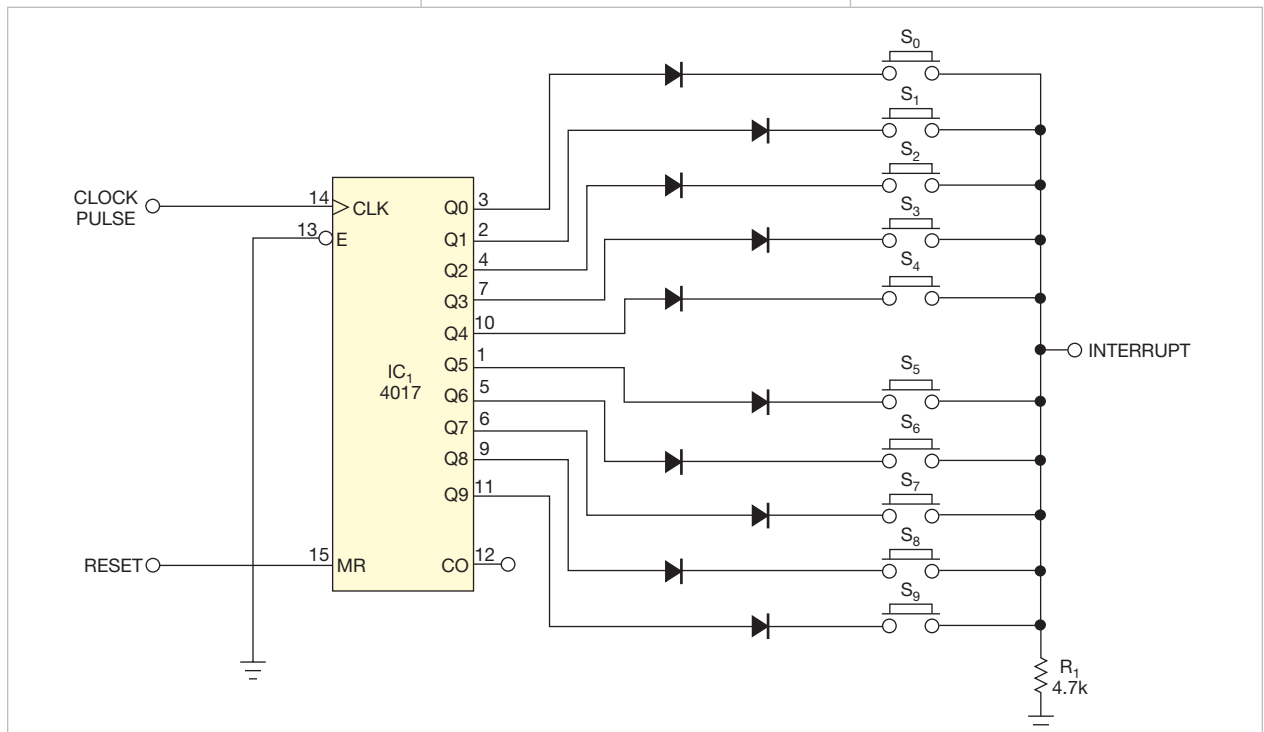 S0
S1
S2
S3
S4
CLOCK
PULSE
14
CLK
13
E
Q0 3
Q1 2
Q2 4
Q3 7
Q4 10
Q5 1
Q6 5
Q7 6
Q8 9
Q9 11
IC1
4017
INTERRUPT
S5
S6
S7
S8
S9
RESET
15
MR
CO 12
R1
4.7k